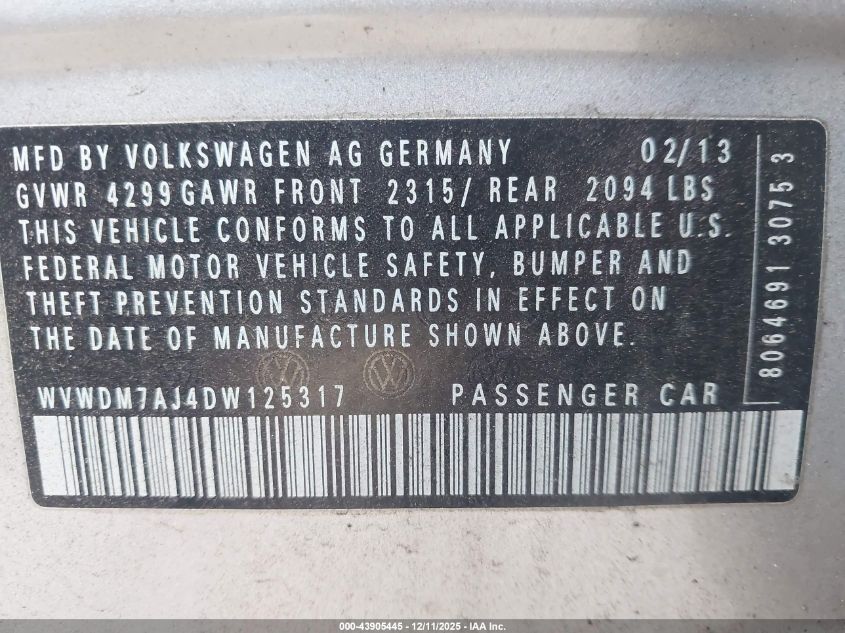 MFD BY VOLKSWAGEN AG GERMANY 02/13
GVWR 4299 GAWR FRONT 2315/ REAR 2094 LBS
THIS VEHICLE CONFORMS TO ALL APPLICABLE U.S.
FEDERAL MOTOR VEHICLE SAFETY, BUMPER AND
THEFT PREVENTION STANDARDS IN EFFECT ON
THE DATE OF MANUFACTURE SHOWN ABOVE.
WVWDM7AJ4DW125317 PASSENGER CAR
8064691 3075 3
000-43905445 - 12/11/2025 - IAA Inc.